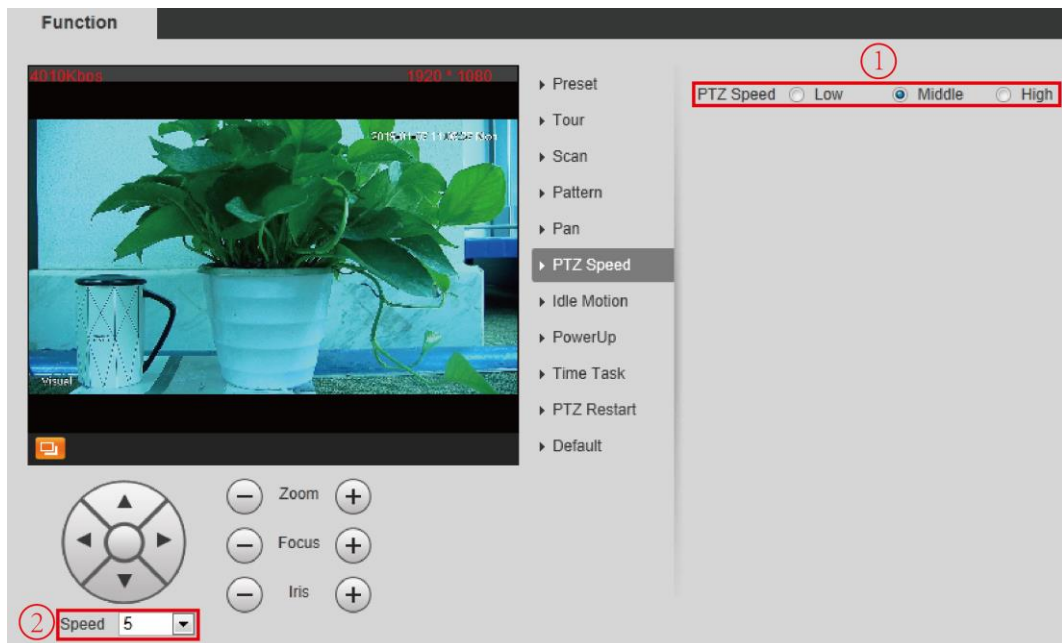 Function
4010Kbps 1920 * 1080
Visual
Preset
Tour
Scan
Pattern
Pan
PTZ Speed
Idle Motion
PowerUp
Time Task
PTZ Restart
Default
①
PTZ Speed Low Middle High
Zoom
Focus
Iris
②
Speed 5